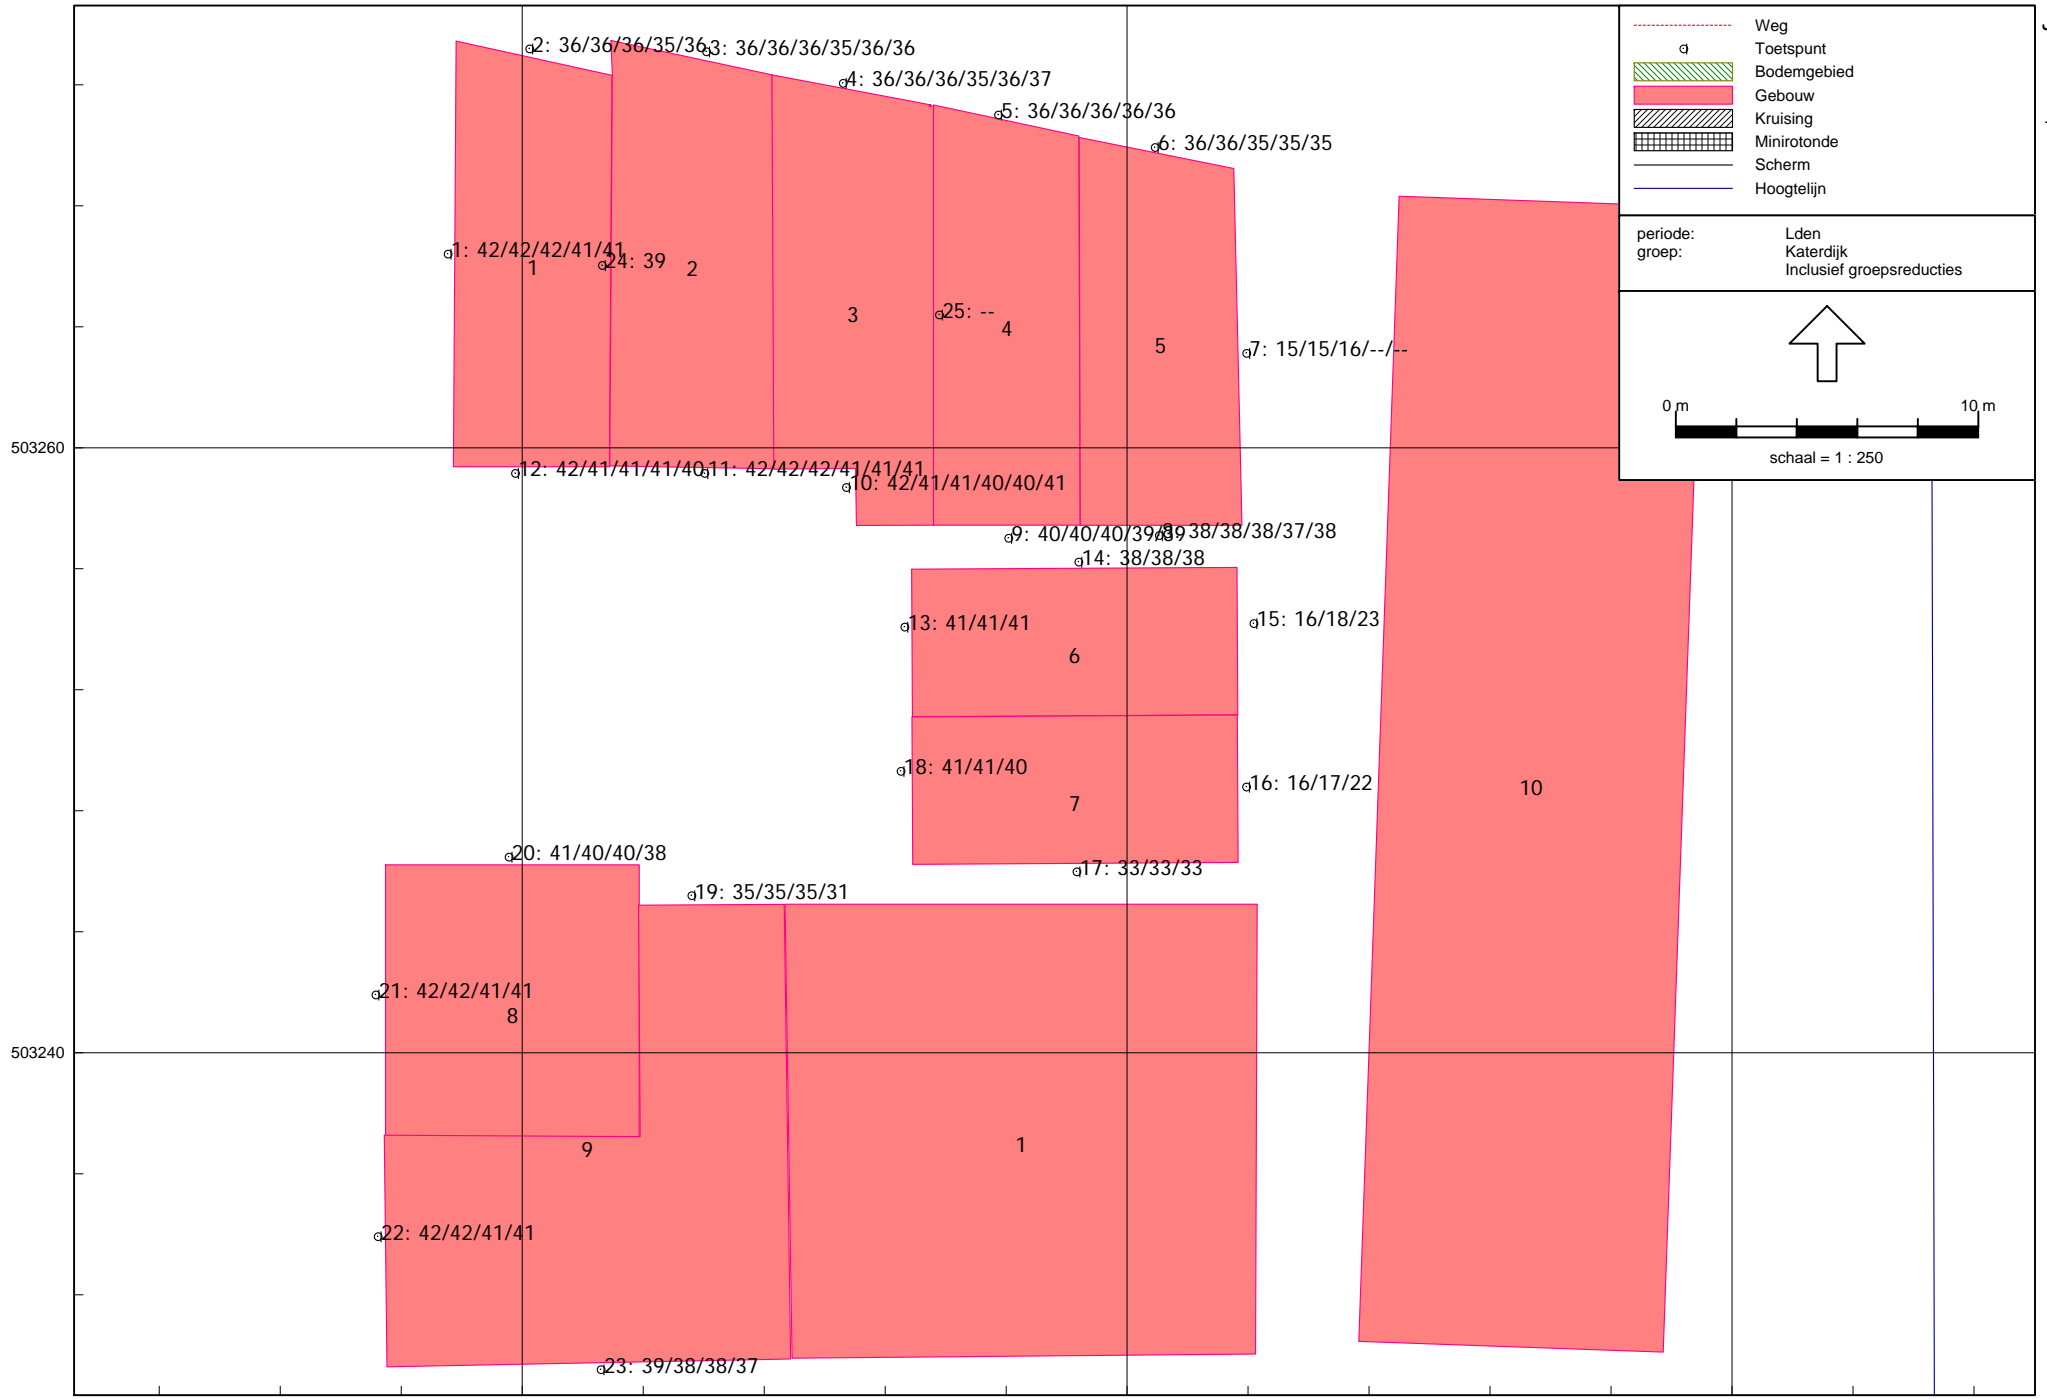 2: 36/36/36/35/36
3: 36/36/36/35/36/36
4: 36/36/36/35/36/37
5: 36/36/36/36/36
6: 36/36/35/35/35
1: 42/42/42/41/41
1
24: 39
2
3
25: --
4
5
7: 15/15/16/--/--
503260
12: 42/41/41/41/40
11: 42/42/42/41/41/41
10: 42/41/41/40/40/41
9: 40/40/40/39/39
8: 38/38/38/37/38
14: 38/38/38
13: 41/41/41
15: 16/18/23
6
18: 41/41/40
16: 16/17/22
7
10
20: 41/40/40/38
17: 33/33/33
19: 35/35/35/31
21: 42/42/41/41
8
503240
9
1
22: 42/42/41/41
23: 39/38/38/37
Weg
Toetspunt
Bodemgebied
Gebouw
Kruising
Minirotonde
Scherm
Hoogtelijn
periode: Lden
groep: Katerdijk
Inclusief groepsreducties
0 m 10 m
schaal = 1 : 250